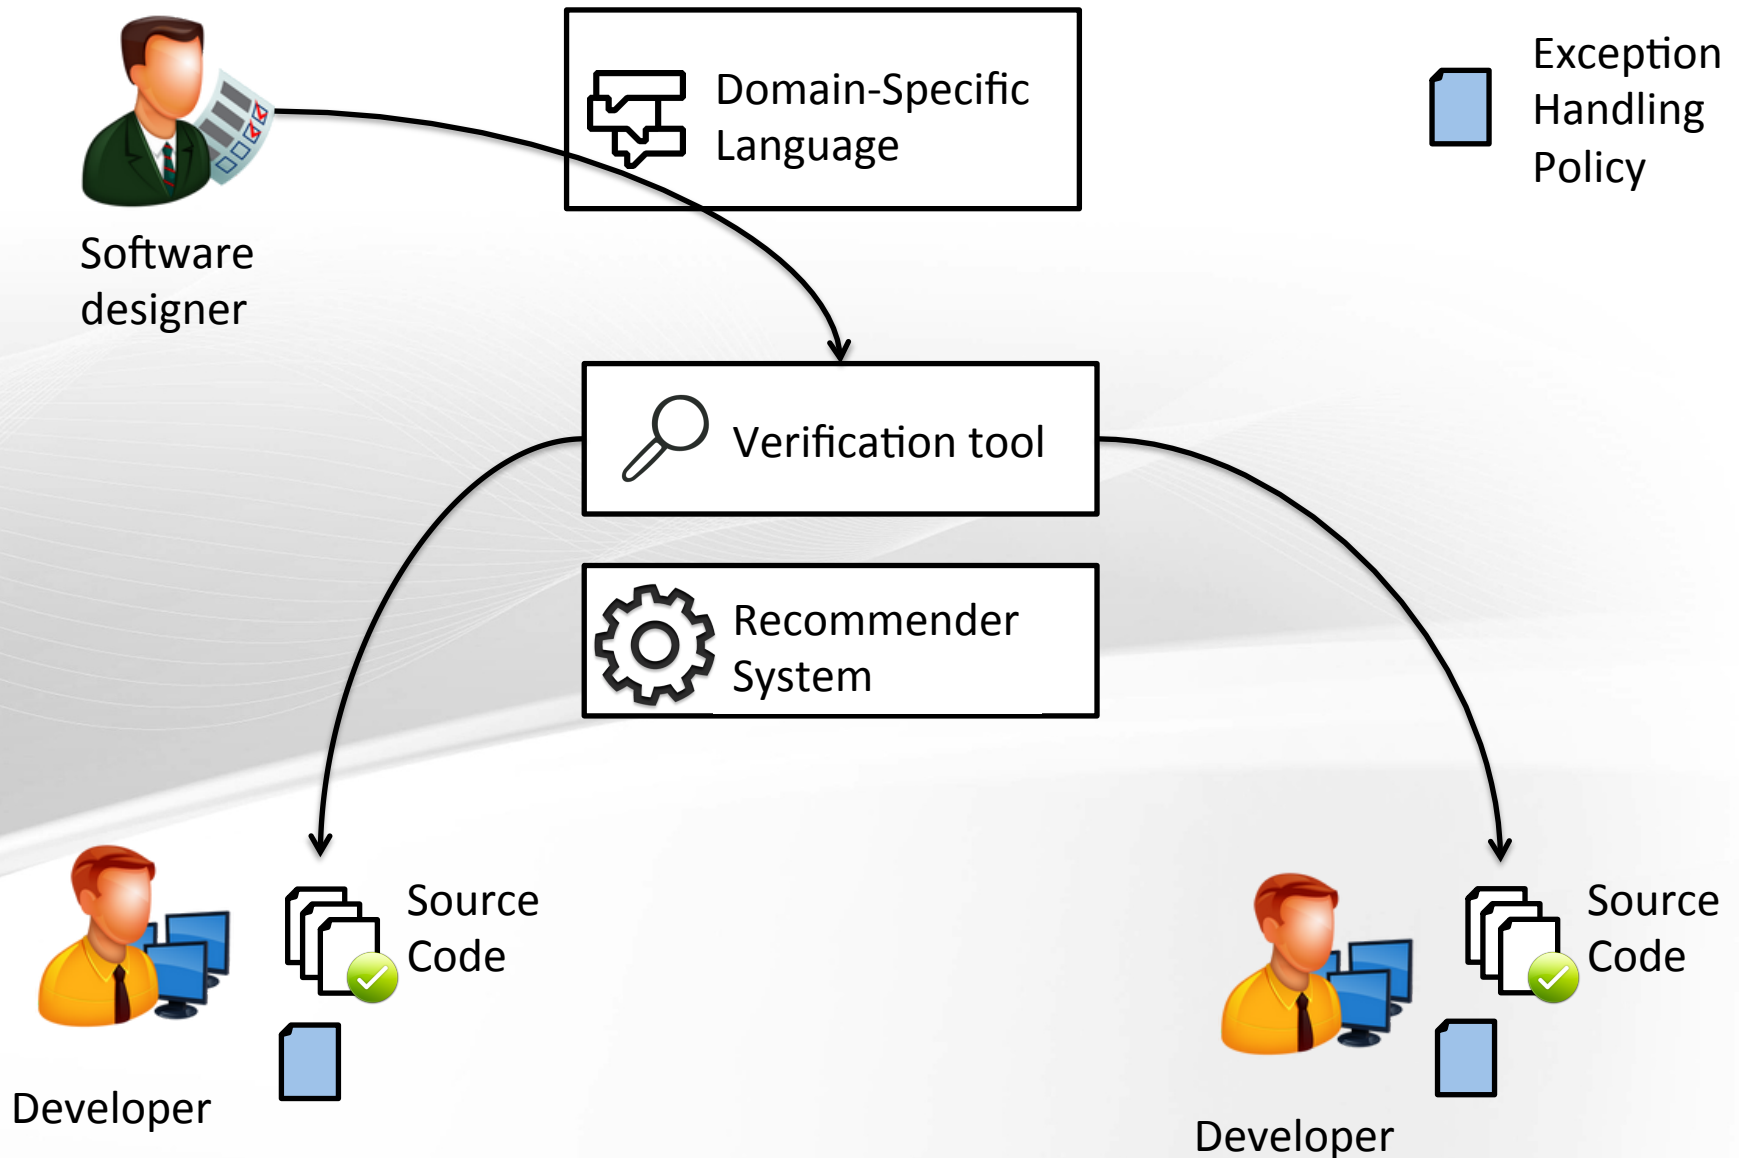 Domain-Specific
Language
Exception
Handling
Policy
Software
designer
Verification tool
Recommender
System
Source
Code
Developer
Source
Code
Developer